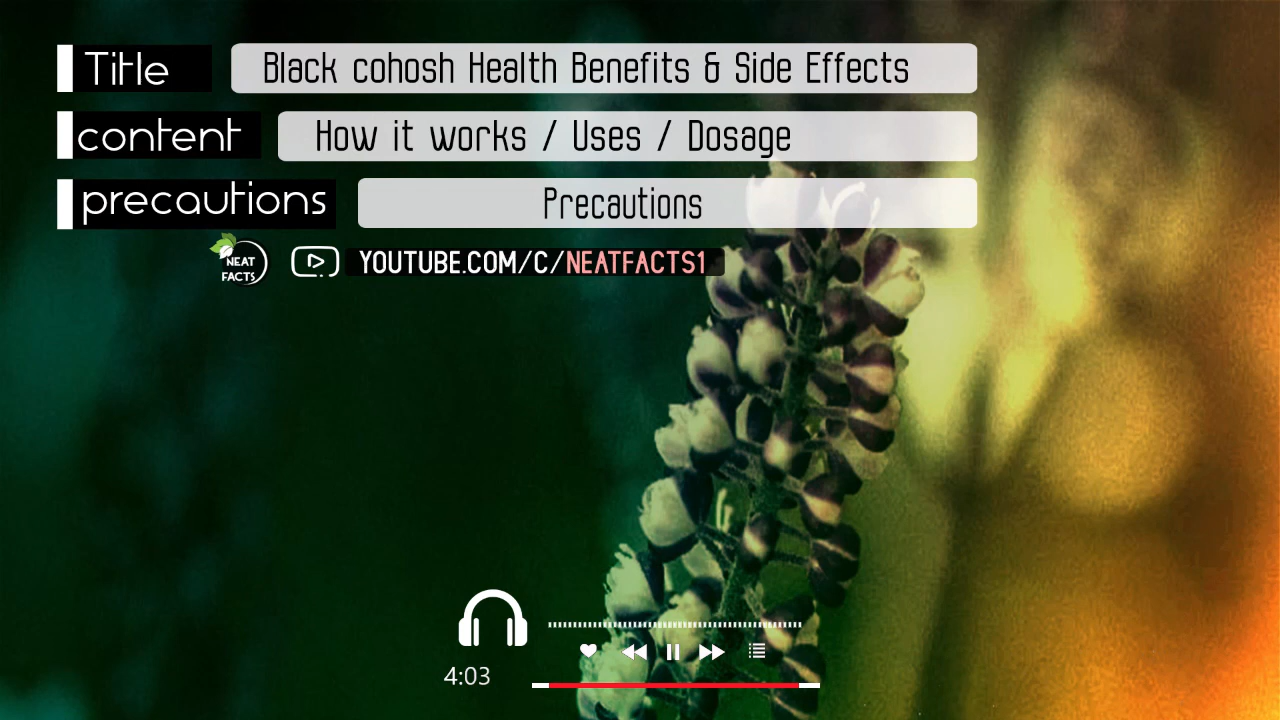 Title Black cohosh Health Benefits & Side Effects
content How it works / Uses / Dosage
precautions Precautions
NEAT
FACTS
YOUTUBE.COM/C/NEATFACTS1
4:03